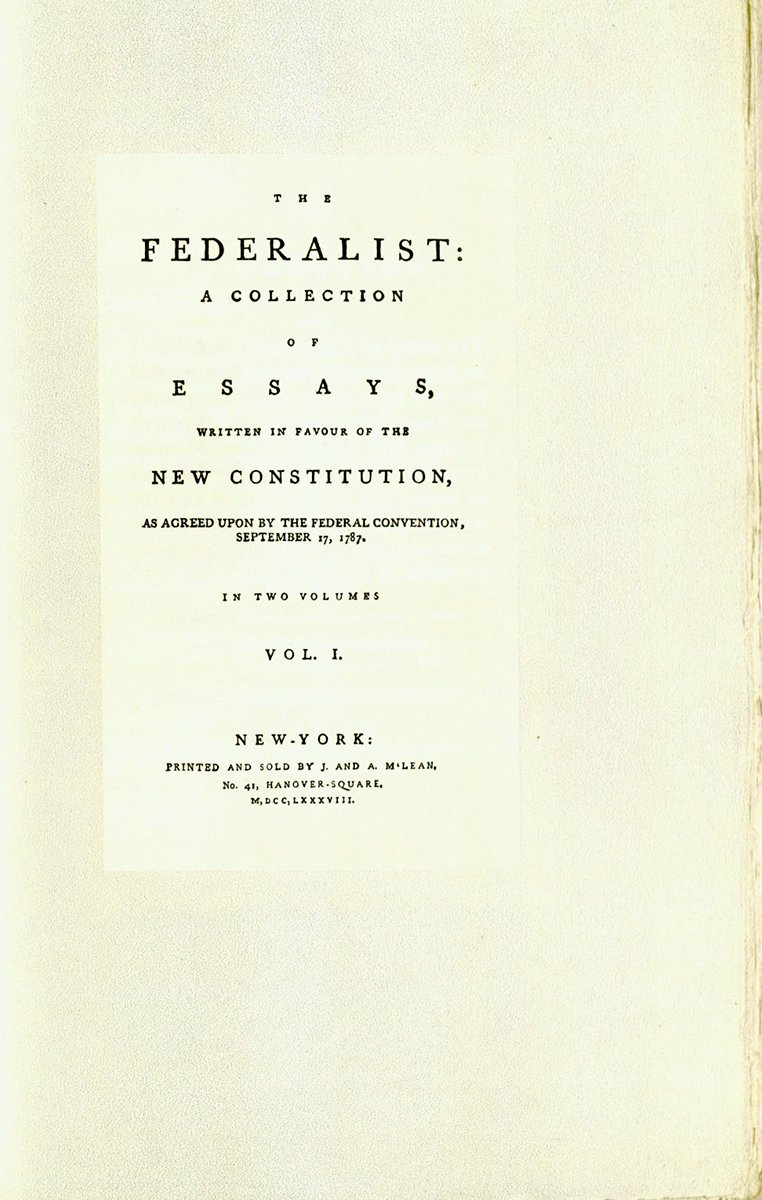 THE
FEDERALIST:
A COLLECTION
OF
ESSAYS,
WRITTEN IN FAVOUR OF THE
NEW CONSTITUTION,
AS AGREED UPON BY THE FEDERAL CONVENTION,
SEPTEMBER 17, 1787.
IN TWO VOLUMES
VOL. I.
NEW-YORK:
PRINTED AND SOLD BY J. AND A. M‘LEAN,
No. 41, HANOVER-SQUARE,
M,DCC,LXXXVIII.